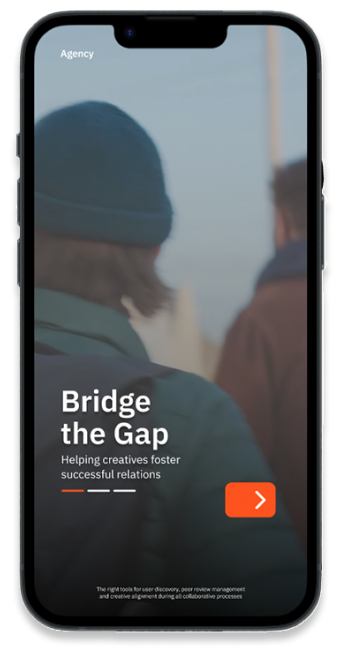 Agency
Bridge
the Gap
Helping creatives foster
successful relations
The right tools for user discovery, peer review management
and creative alignment during all collaborative processes